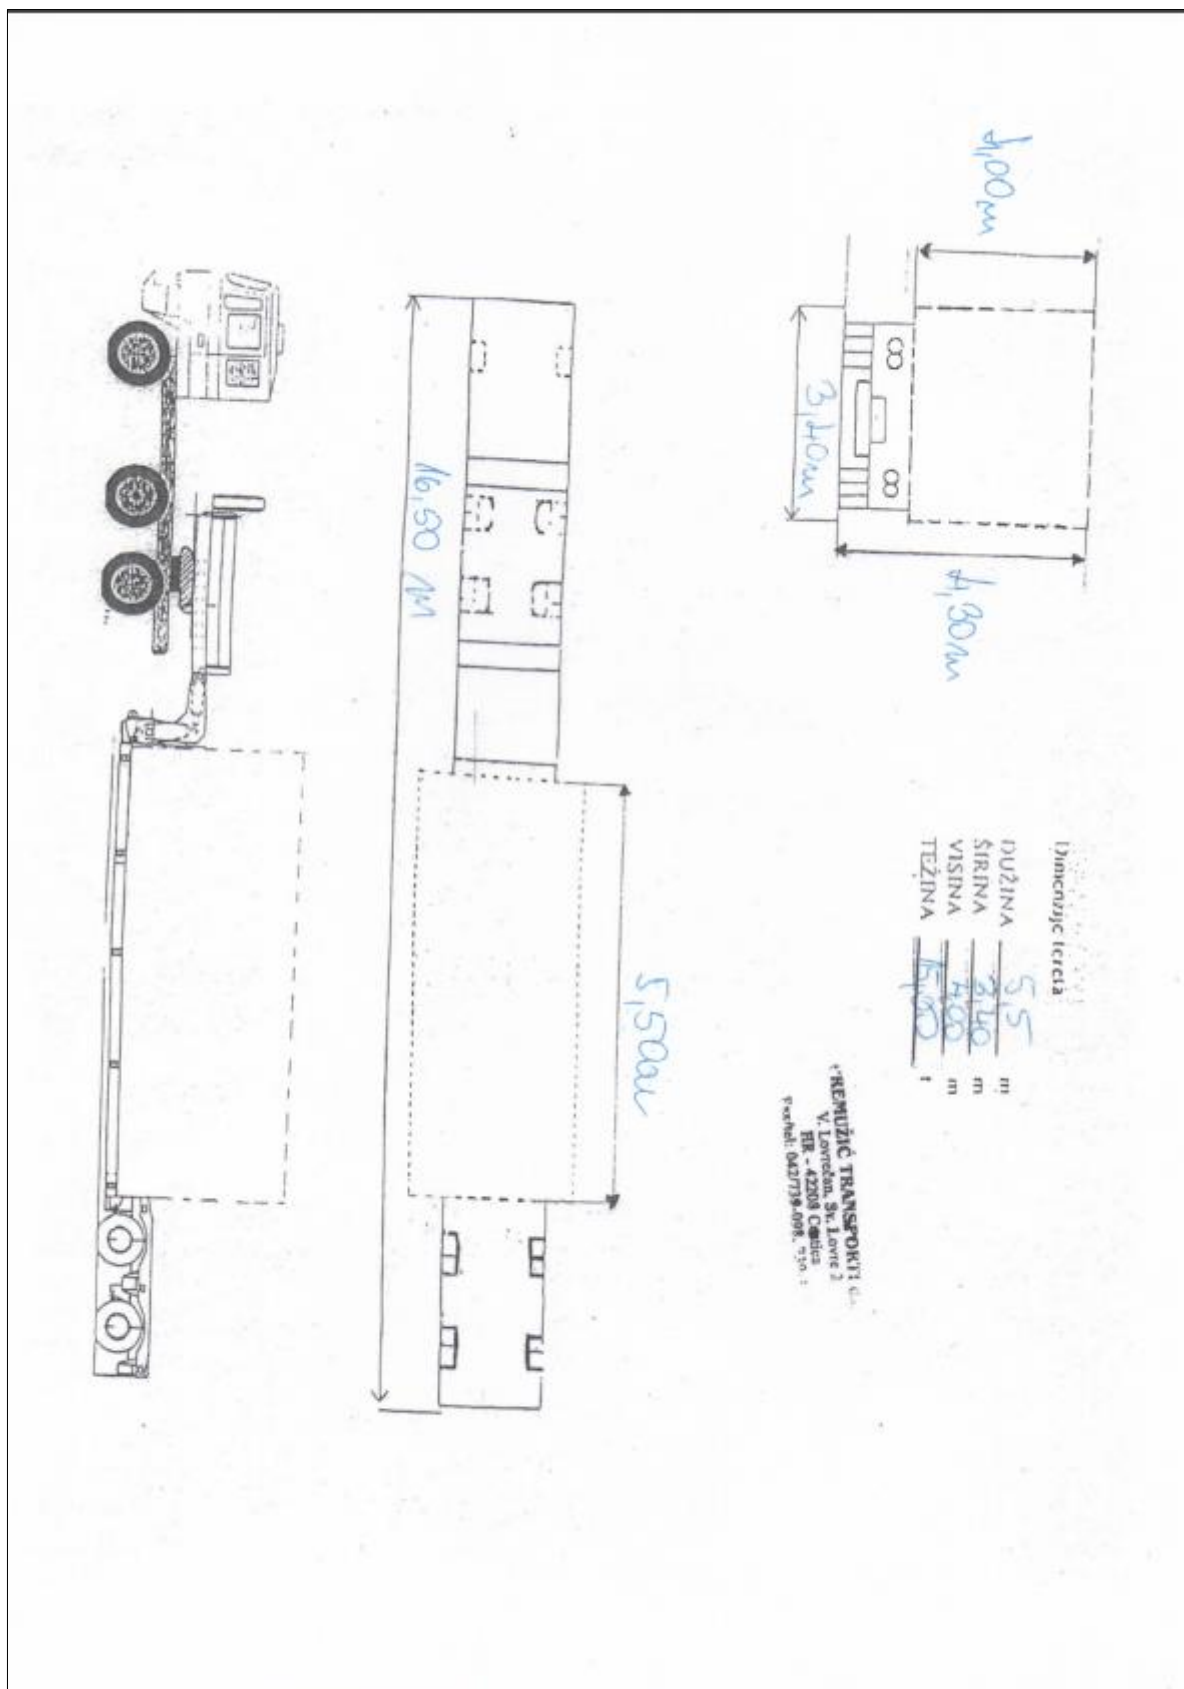 4,00m
4,30m
3,40m
Dimenzije tereta
DUŽINA 5,5 m
ŠIRINA 3,40 m
VISINA 4,00 m
TEŽINA 15,00 t
TRANSPORTI
V. Lovrečan, Sv. Lovre 2
HR - 42208 Cestica
5,50m
16,50 m